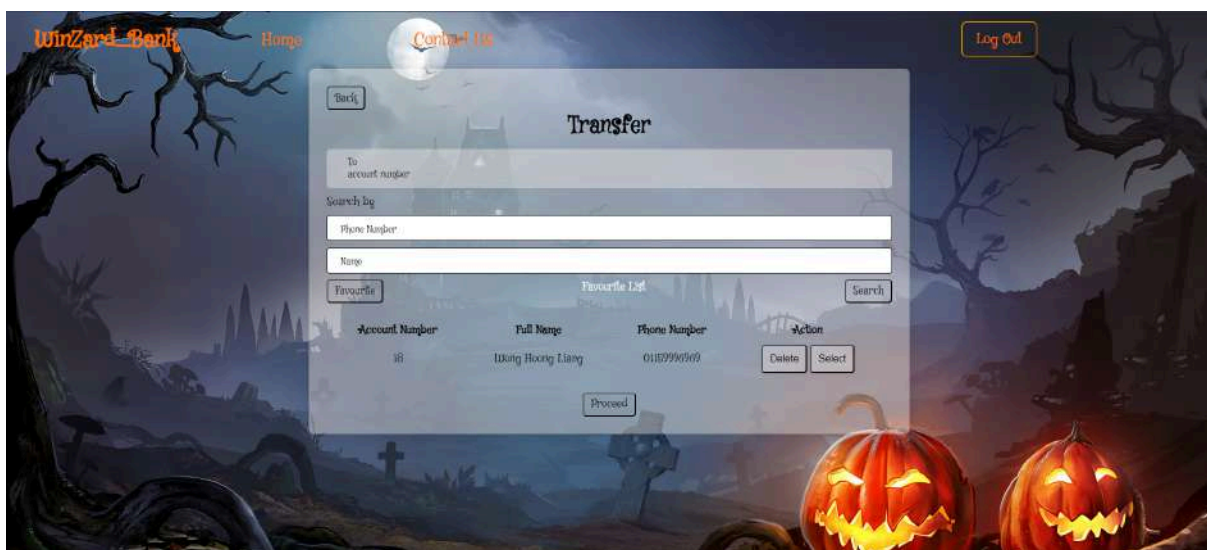 WinZard_Bank Home Contact Us Log Out
Back
Transfer
To
account number
Search by
Phone Number
Name
Favourite Favourite List Search
Account Number Full Name Phone Number Action
18 Wong Hoong Liang 01159996969 Delete Select
Proceed